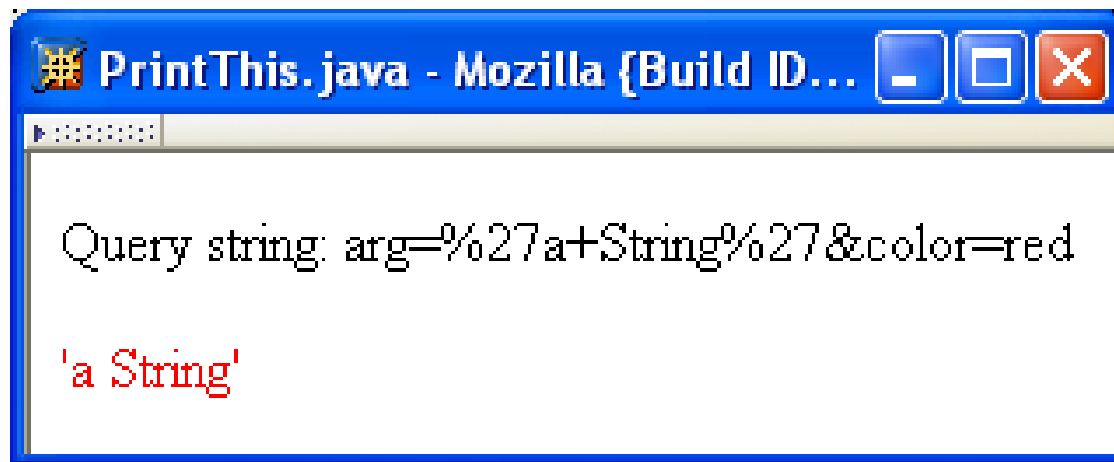 PrintThis.java - Mozilla {Build ID...
Query string: arg=%27a+String%27&color=red
'a String'